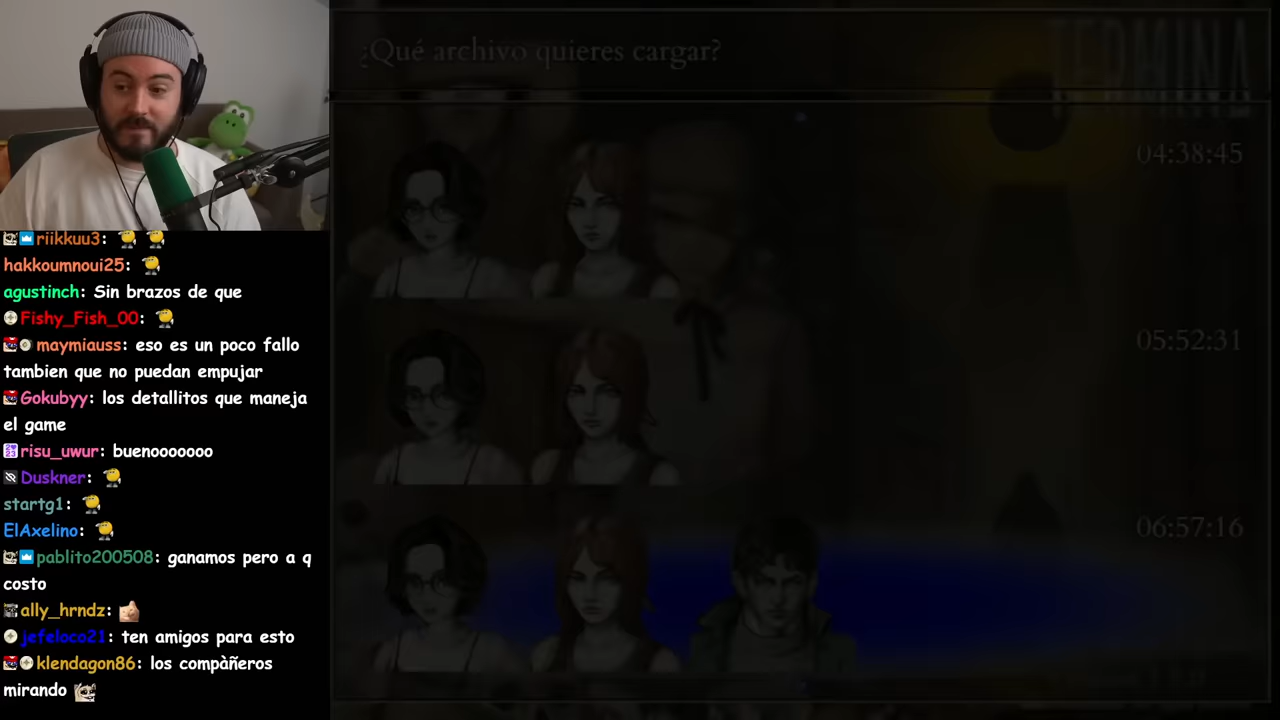 ¿Qué archivo quieres cargar?
TERMINA
04:38:45
05:52:31
06:57:16
riikkuu3:
hakkoumnoui25:
agustinch: Sin brazos de que
Fishy_Fish_00:
maymiauss: eso es un poco fallo
tambien que no puedan empujar
Gokubyy: los detallitos que maneja
el game
risu_uwur: buenooooooo
Duskner:
startg1:
ElAxelino:
pablito200508: ganamos pero a q
costo
ally_hrndz:
jefeloco21: ten amigos para esto
klendagon86: los compàñeros
mirando